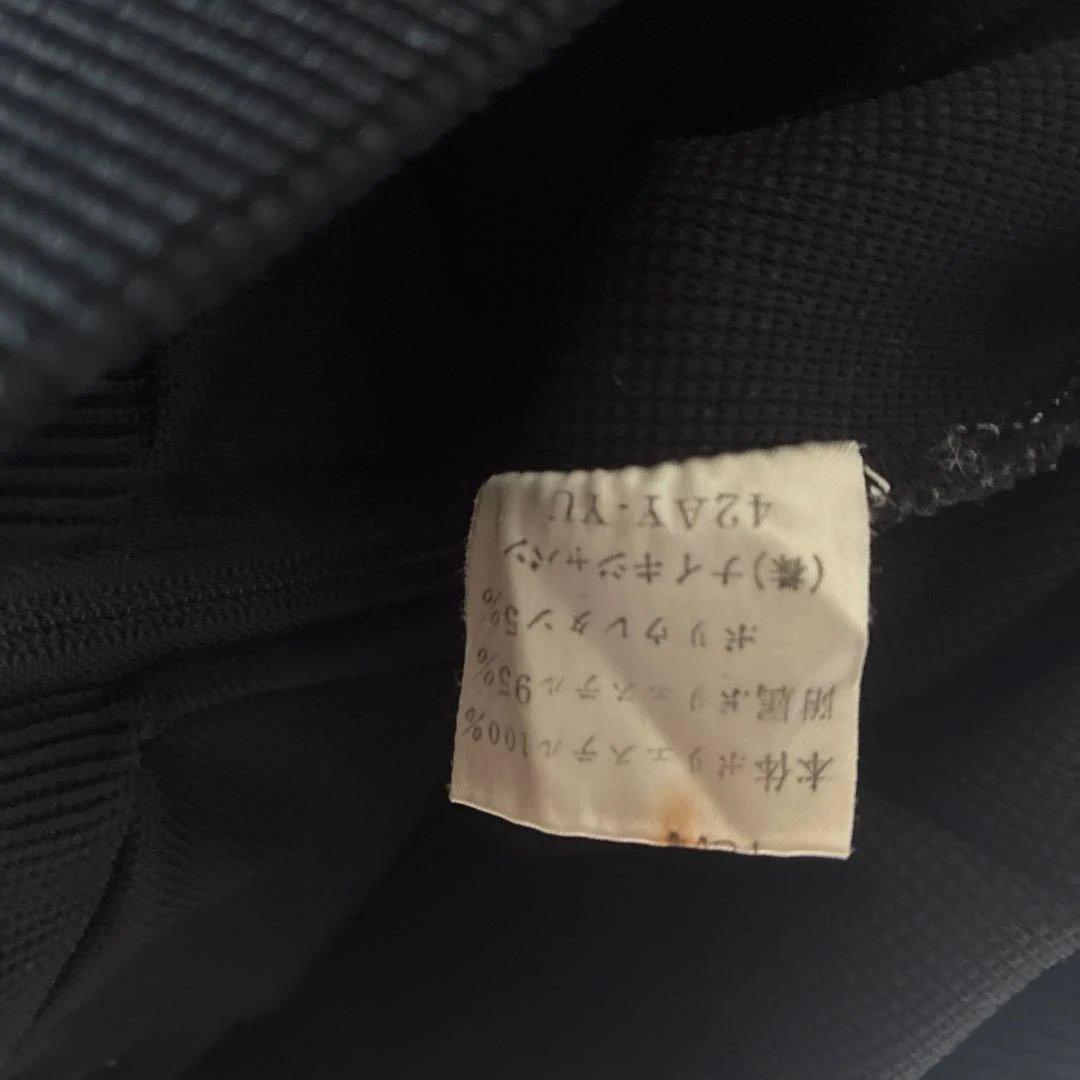 本体ポリエステル100%
附属ポリエステル95%
ポリウレタン5%
(株)ナイキジャパン
42AY-YU